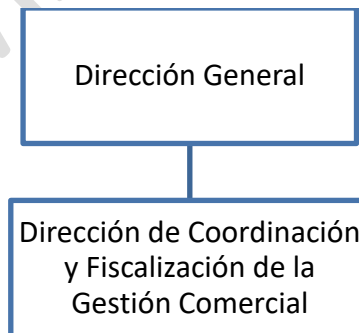 Dirección General
Dirección de Coordinación
y Fiscalización de la
Gestión Comercial